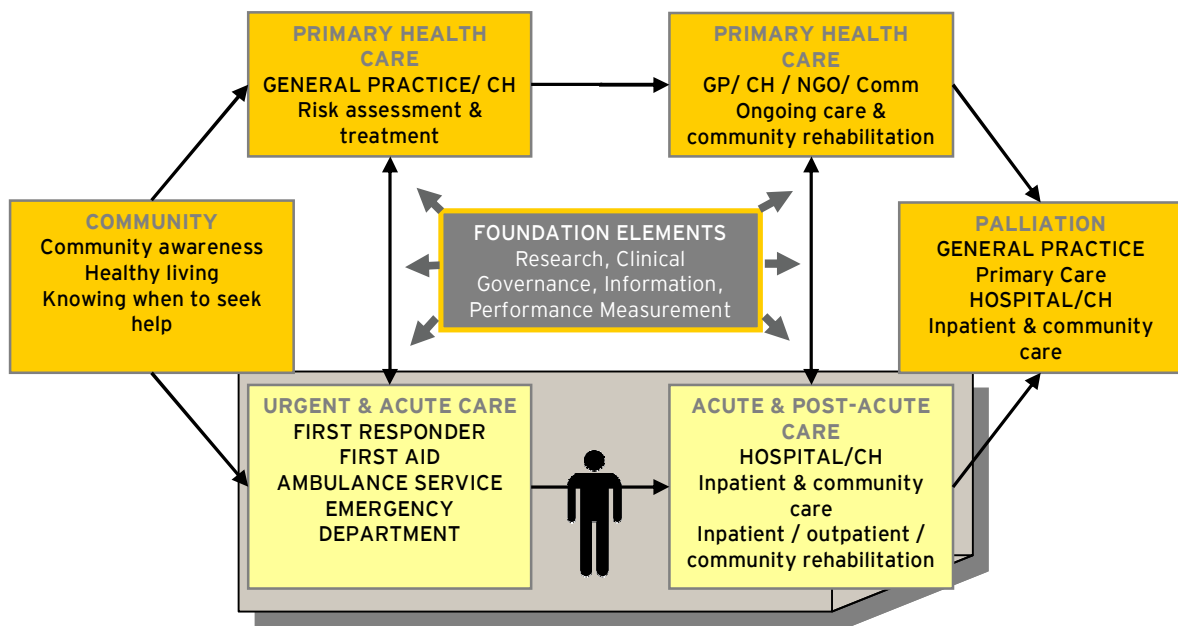 PRIMARY HEALTH
CARE
GENERAL PRACTICE/ CH
Risk assessment &
treatment
PRIMARY HEALTH
CARE
GP/ CH / NGO/ Comm
Ongoing care &
community rehabilitation
COMMUNITY
Community awareness
Healthy living
Knowing when to seek
help
FOUNDATION ELEMENTS
Research, Clinical
Governance, Information,
Performance Measurement
PALLIATION
GENERAL PRACTICE
Primary Care
HOSPITAL/CH
Inpatient & community
care
URGENT & ACUTE CARE
FIRST RESPONDER
FIRST AID
AMBULANCE SERVICE
EMERGENCY
DEPARTMENT
ACUTE & POST-ACUTE
CARE
HOSPITAL/CH
Inpatient & community
care
Inpatient / outpatient /
community rehabilitation